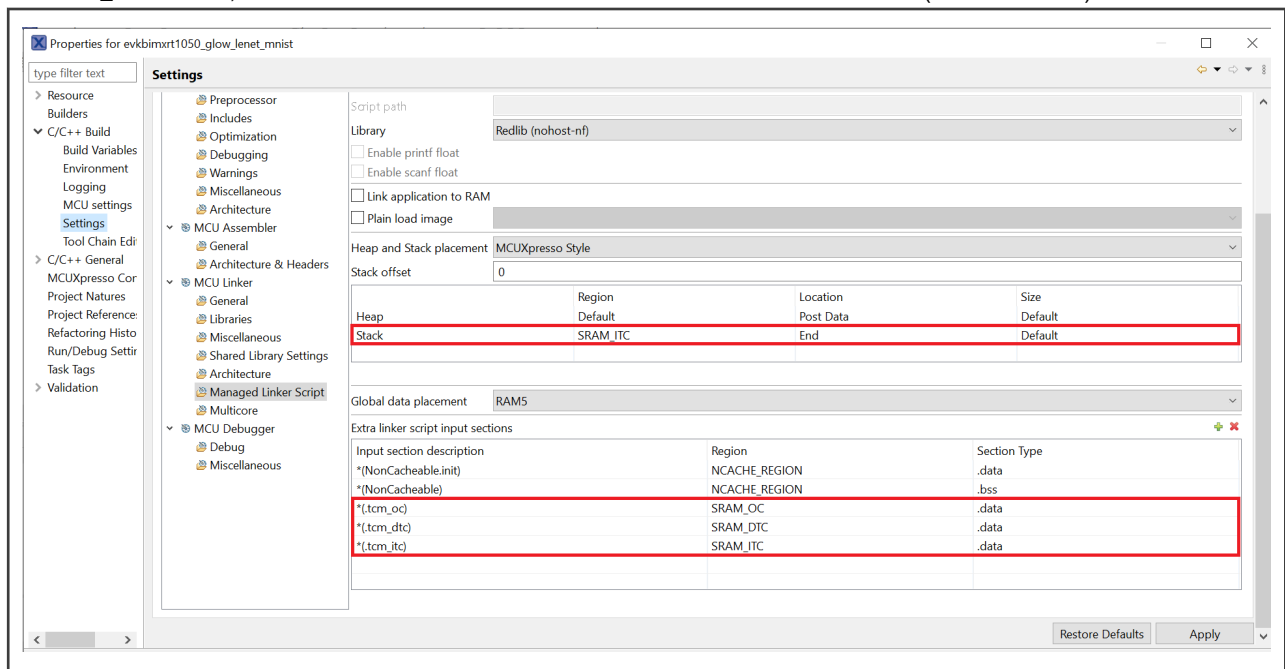 Properties for evkbimxrt1050_glow_lenet_mnist
type filter text
Settings
Resource
Builders
C/C++ Build
Build Variables
Environment
Logging
MCU settings
Settings
Tool Chain Edi
C/C++ General
MCUXpresso Cor
Project Natures
Project Reference
Refactoring Histo
Run/Debug Settir
Task Tags
Validation
Preprocessor
Includes
Optimization
Debugging
Warnings
Miscellaneous
Architecture
MCU Assembler
General
Architecture & Headers
MCU Linker
General
Libraries
Miscellaneous
Shared Library Settings
Architecture
Managed Linker Script
Multicore
MCU Debugger
Debug
Miscellaneous
Script path
Library Redlib (nohost-nf)
Enable printf float
Enable scanf float
Link application to RAM
Plain load image
Heap and Stack placement MCUXpresso Style
Stack offset 0
Region Location Size
Heap Default Post Data Default
Stack SRAM_ITC End Default
Global data placement RAM5
Extra linker script input sections
Input section description Region Section Type
*(NonCacheable.init) NCACHE_REGION .data
*(NonCacheable) NCACHE_REGION .bss
*(.tcm_oc) SRAM_OC .data
*(.tcm_dtc) SRAM_DTC .data
*(.tcm_itc) SRAM_ITC .data
Restore Defaults Apply